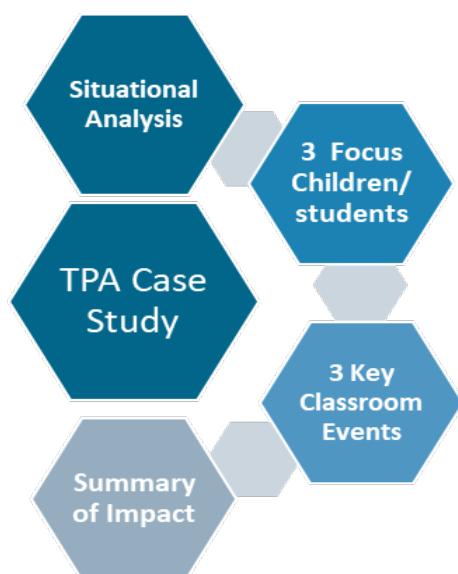 Situational
Analysis
3 Focus
Children/
students
TPA Case
Study
3 Key
Classroom
Events
Summary
of Impact